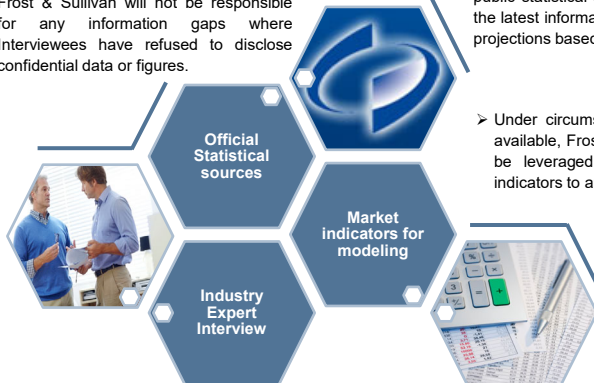 Frost & Sullivan will not be responsible
for any information gaps where
Interviewees have refused to disclose
confidential data or figures.
public statistical
the latest informa
projections based
➢ Under circums
available, Fros
be leveraged
indicators to a
Official
Statistical
sources
Market
indicators for
modeling
Industry
Expert
Interview